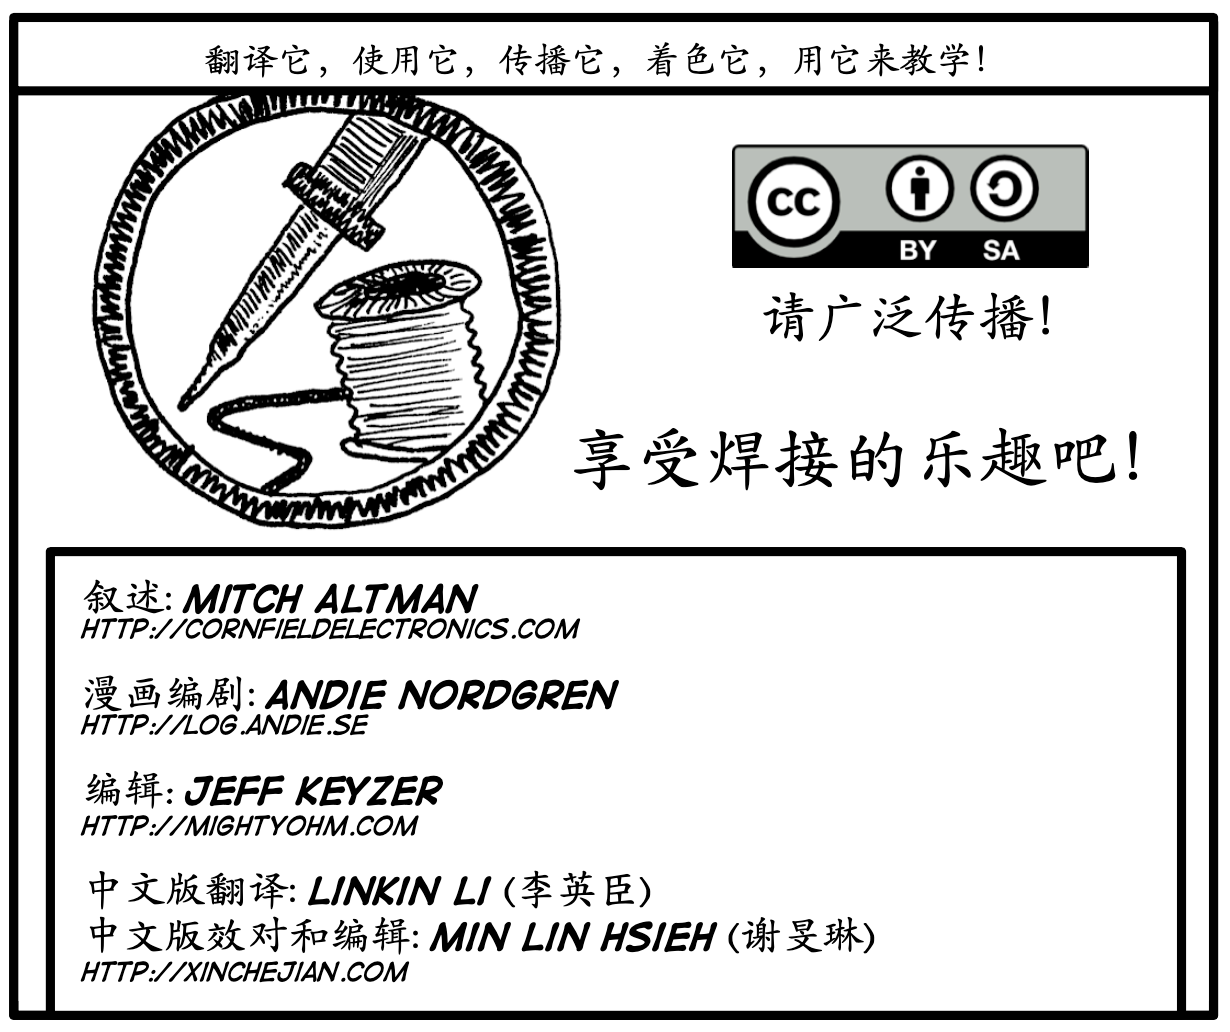 翻译它，使用它，传播它，着色它，用它来教学！
CC
BY SA
请广泛传播！
享受焊接的乐趣吧！
叙述: MITCH ALTMAN
HTTP://CORNFIELDELECTRONICS.COM
漫画编剧: ANDIE NORDGREN
HTTP://LOG.ANDIE.SE
编辑: JEFF KEYZER
HTTP://MIGHTYOHM.COM
中文版翻译: LINKIN LI (李英臣)
中文版效对和编辑: MIN LIN HSIEH (谢旻琳)
HTTP://XINCHEJIAN.COM